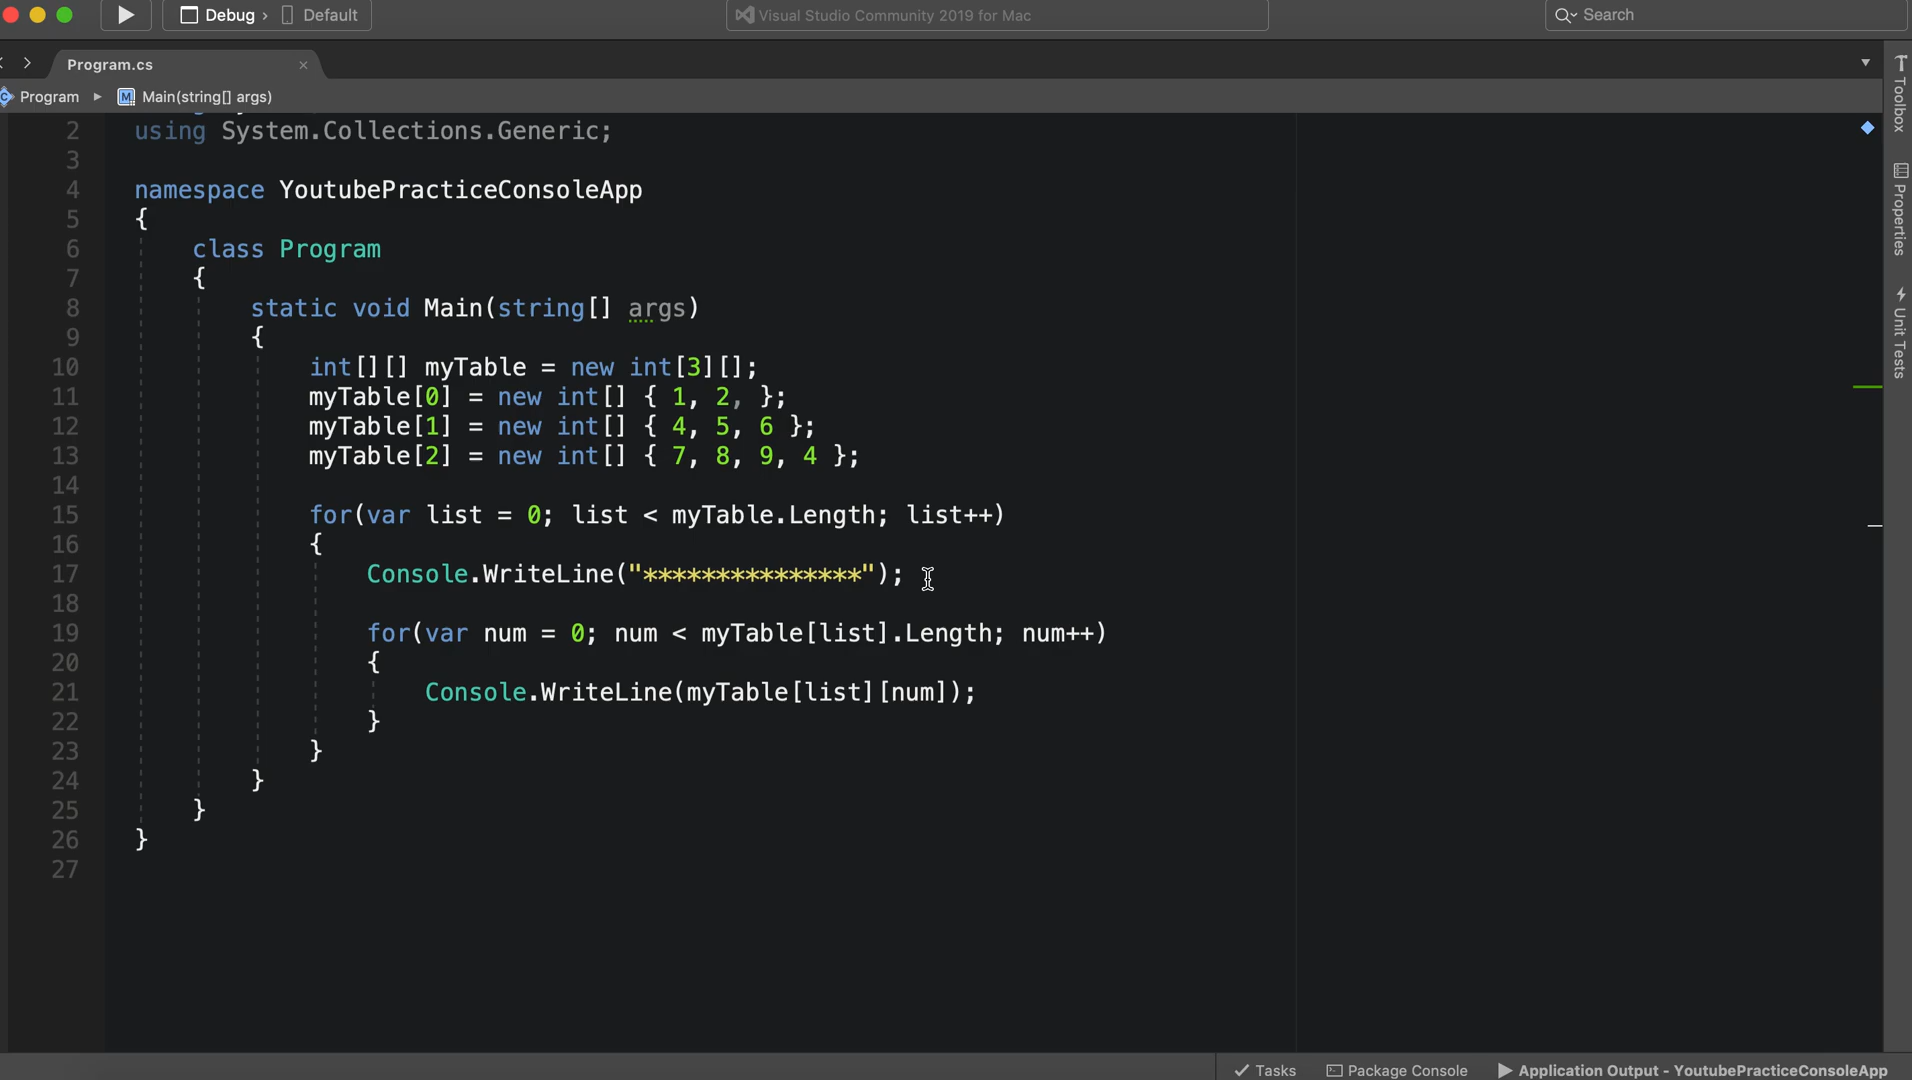 Debug › Default
Visual Studio Community 2019 for Mac
Search
Program.cs
Program ▸ Main(string[] args)
2 using System.Collections.Generic;
3
4 namespace YoutubePracticeConsoleApp
5 {
6 class Program
7 {
8 static void Main(string[] args)
9 {
10 int[][] myTable = new int[3][];
11 myTable[0] = new int[] { 1, 2, };
12 myTable[1] = new int[] { 4, 5, 6 };
13 myTable[2] = new int[] { 7, 8, 9, 4 };
14
15 for(var list = 0; list < myTable.Length; list++)
16 {
17 Console.WriteLine("***************");
18
19 for(var num = 0; num < myTable[list].Length; num++)
20 {
21 Console.WriteLine(myTable[list][num]);
22 }
23 }
24 }
25 }
26 }
27
Toolbox
Properties
Unit Tests
Tasks
Package Console
Application Output - YoutubePracticeConsoleApp